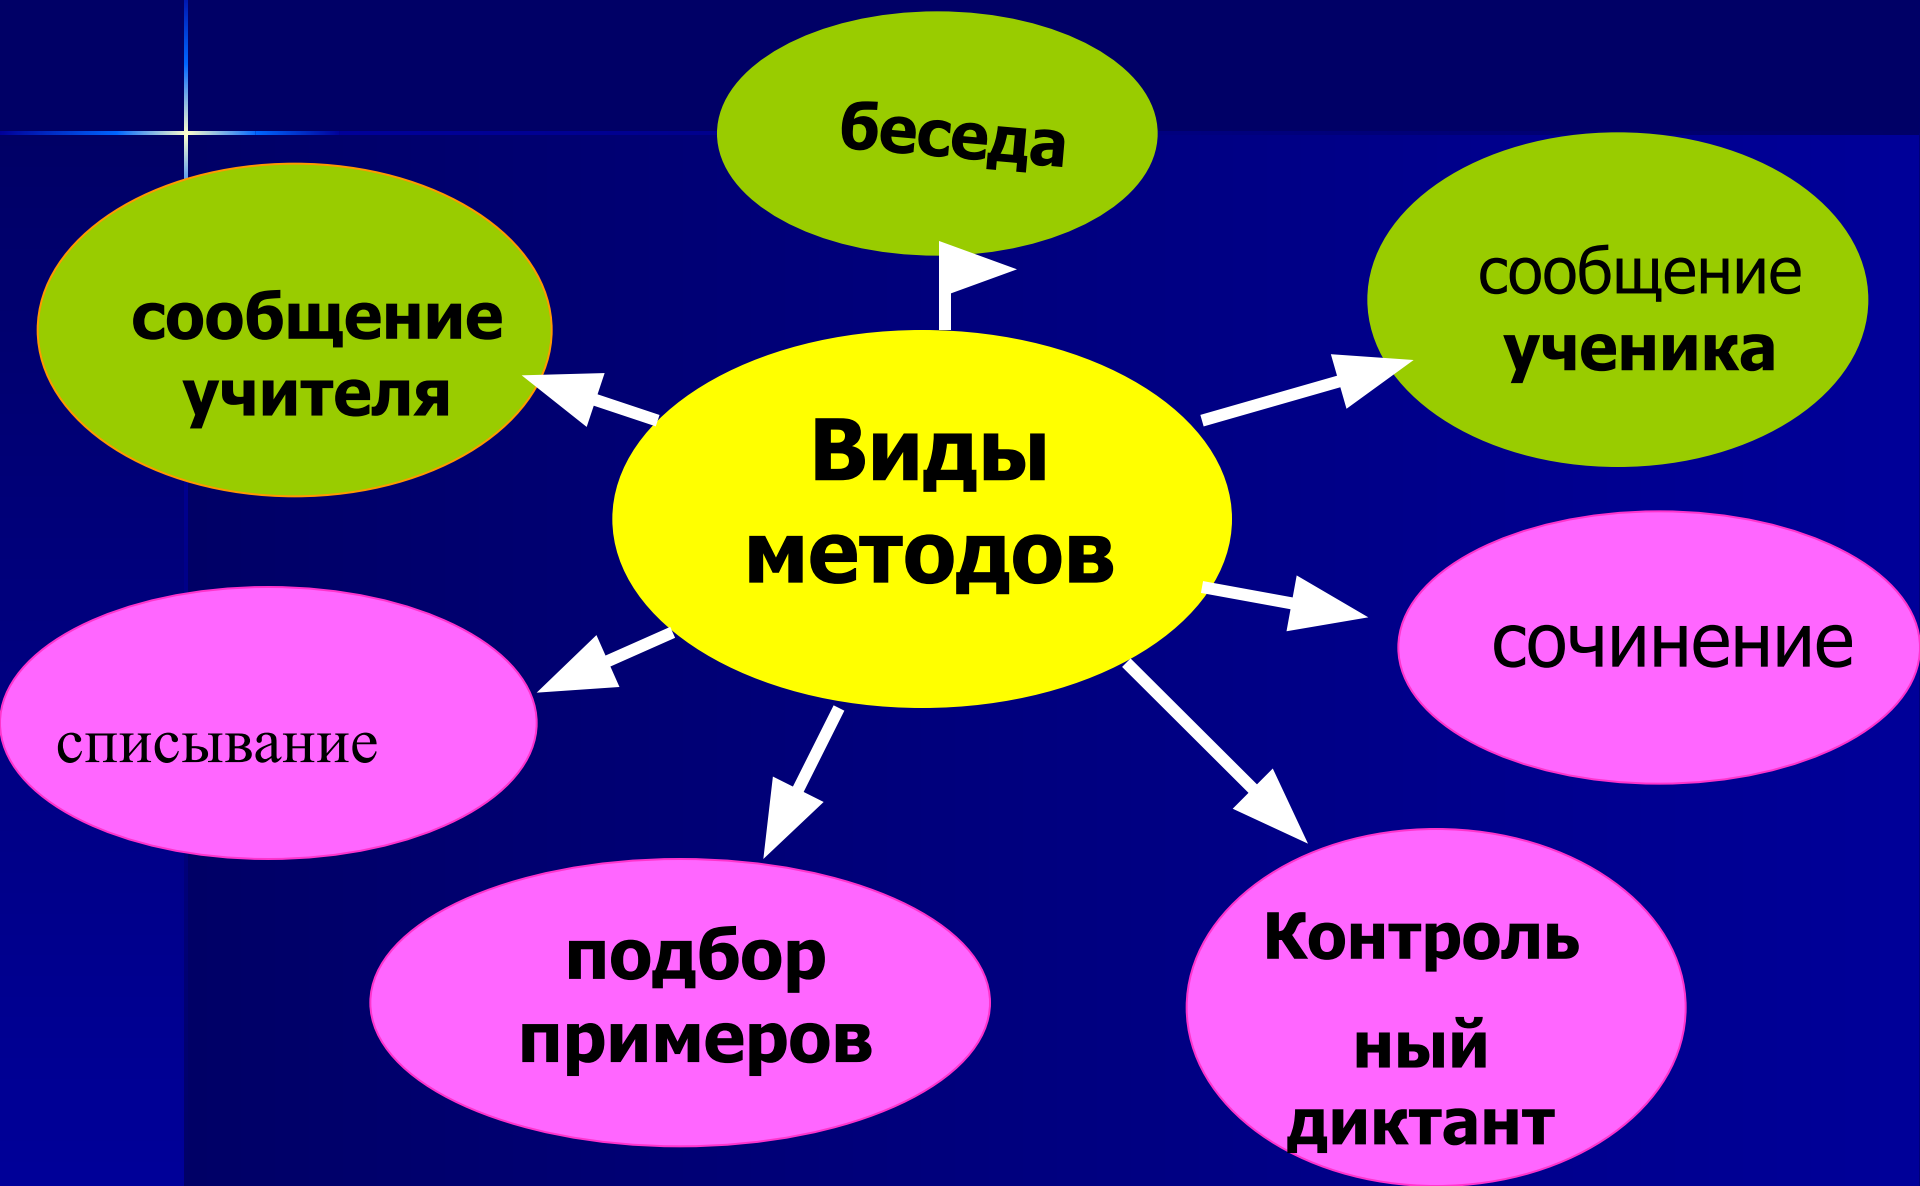 беседа
сообщение
учителя
сообщение
ученика
Виды
методов
сочинение
списывание
подбор
примеров
Контроль
ный
диктант